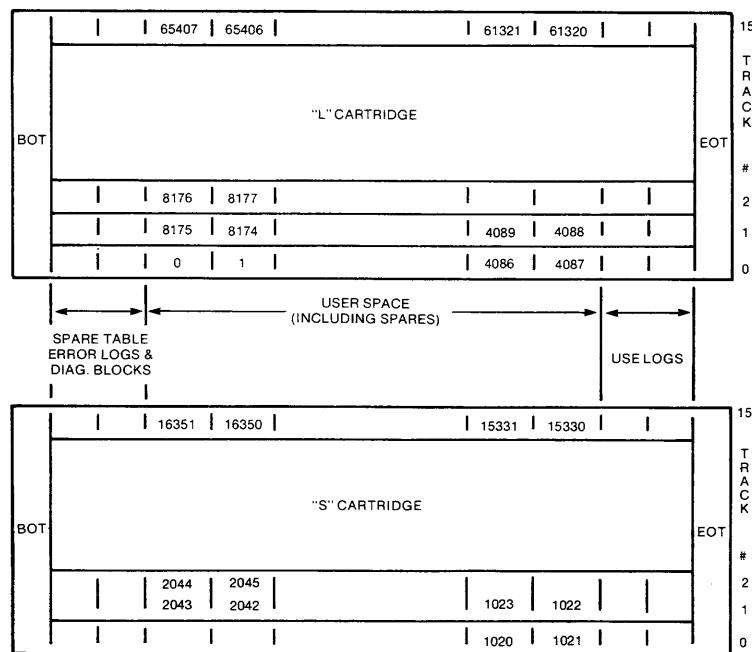 65407 65406 61321 61320 15
"L" CARTRIDGE
BOT
EOT
TRACK #
8176 8177 2
8175 8174 4089 4088 1
0 1 4086 4087 0
USER SPACE
(INCLUDING SPARES)
SPARE TABLE
ERROR LOGS &
DIAG. BLOCKS
USE LOGS
16351 16350 15331 15330 15
"S" CARTRIDGE
BOT
EOT
TRACK #
2044 2045 2
2043 2042 1023 1022 1
1020 1021 0